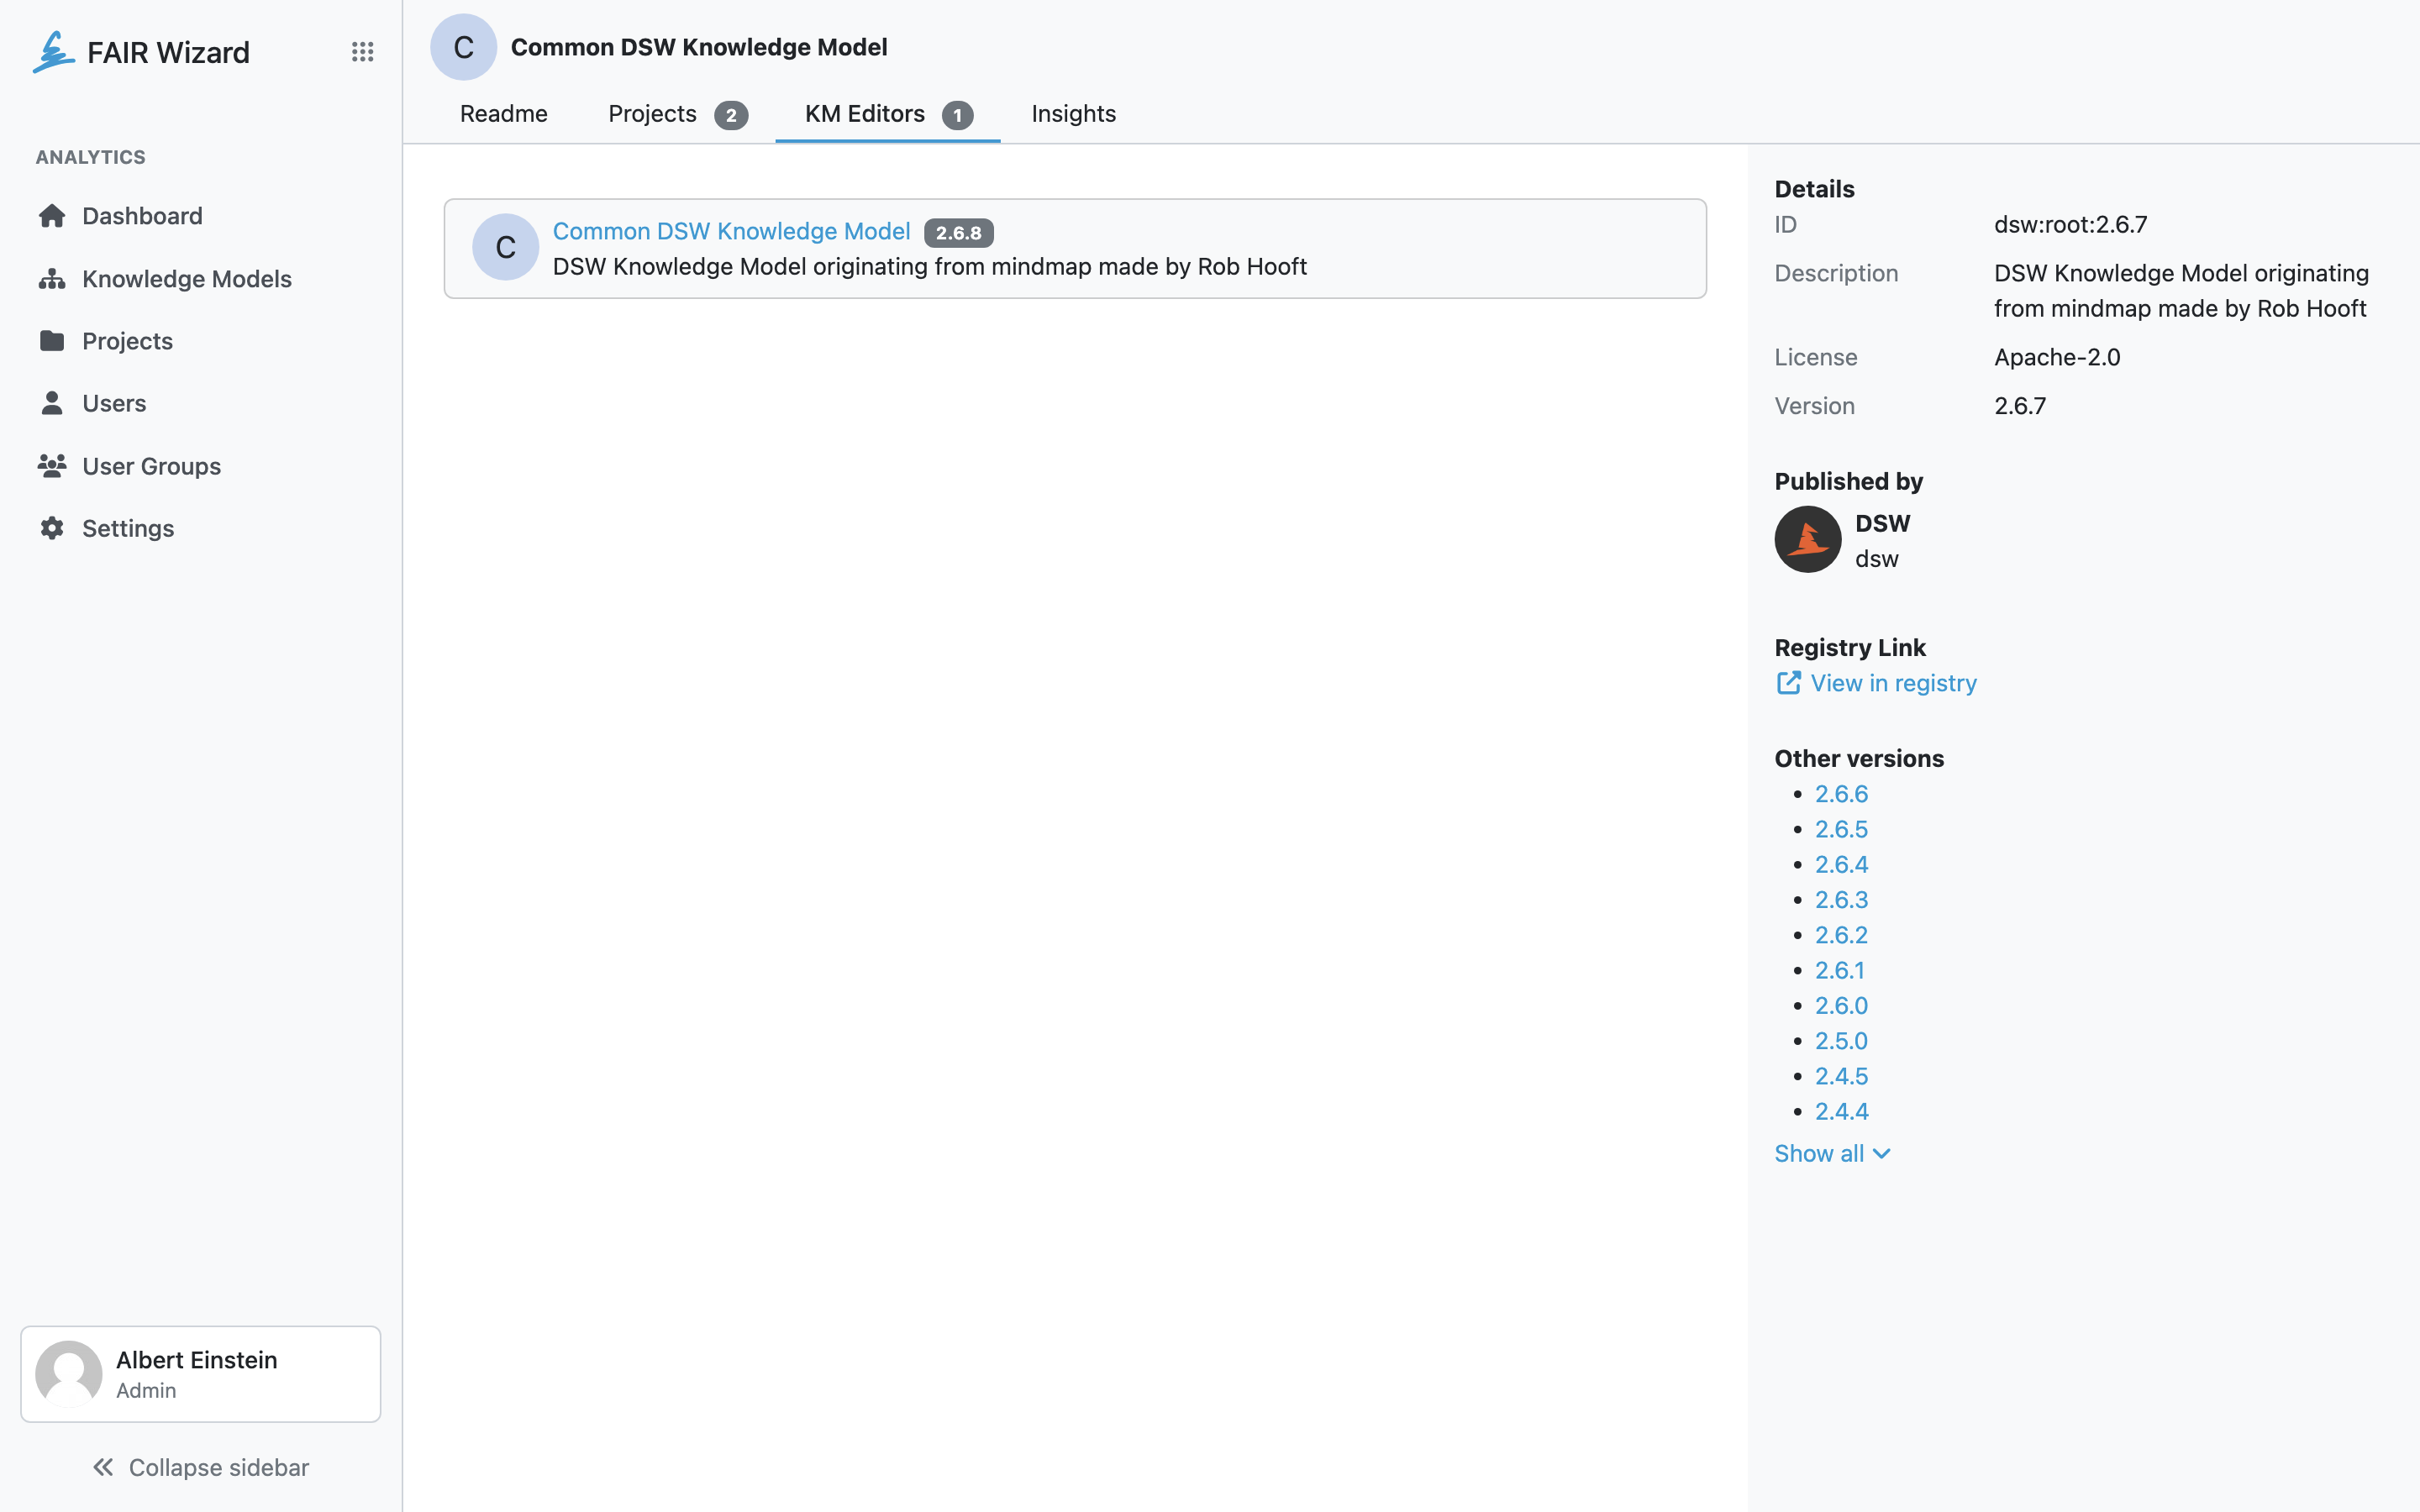 FAIR Wizard
ANALYTICS
Dashboard
Knowledge Models
Projects
Users
User Groups
Settings
Albert Einstein
Admin
Collapse sidebar
C
Common DSW Knowledge Model
Readme
Projects 2
KM Editors 1
Insights
C
Common DSW Knowledge Model 2.6.8
DSW Knowledge Model originating from mindmap made by Rob Hooft
Details
ID dsw:root:2.6.7
Description DSW Knowledge Model originating
from mindmap made by Rob Hooft
License Apache-2.0
Version 2.6.7
Published by
DSW
dsw
Registry Link
View in registry
Other versions
2.6.6
2.6.5
2.6.4
2.6.3
2.6.2
2.6.1
2.6.0
2.5.0
2.4.5
2.4.4
Show all